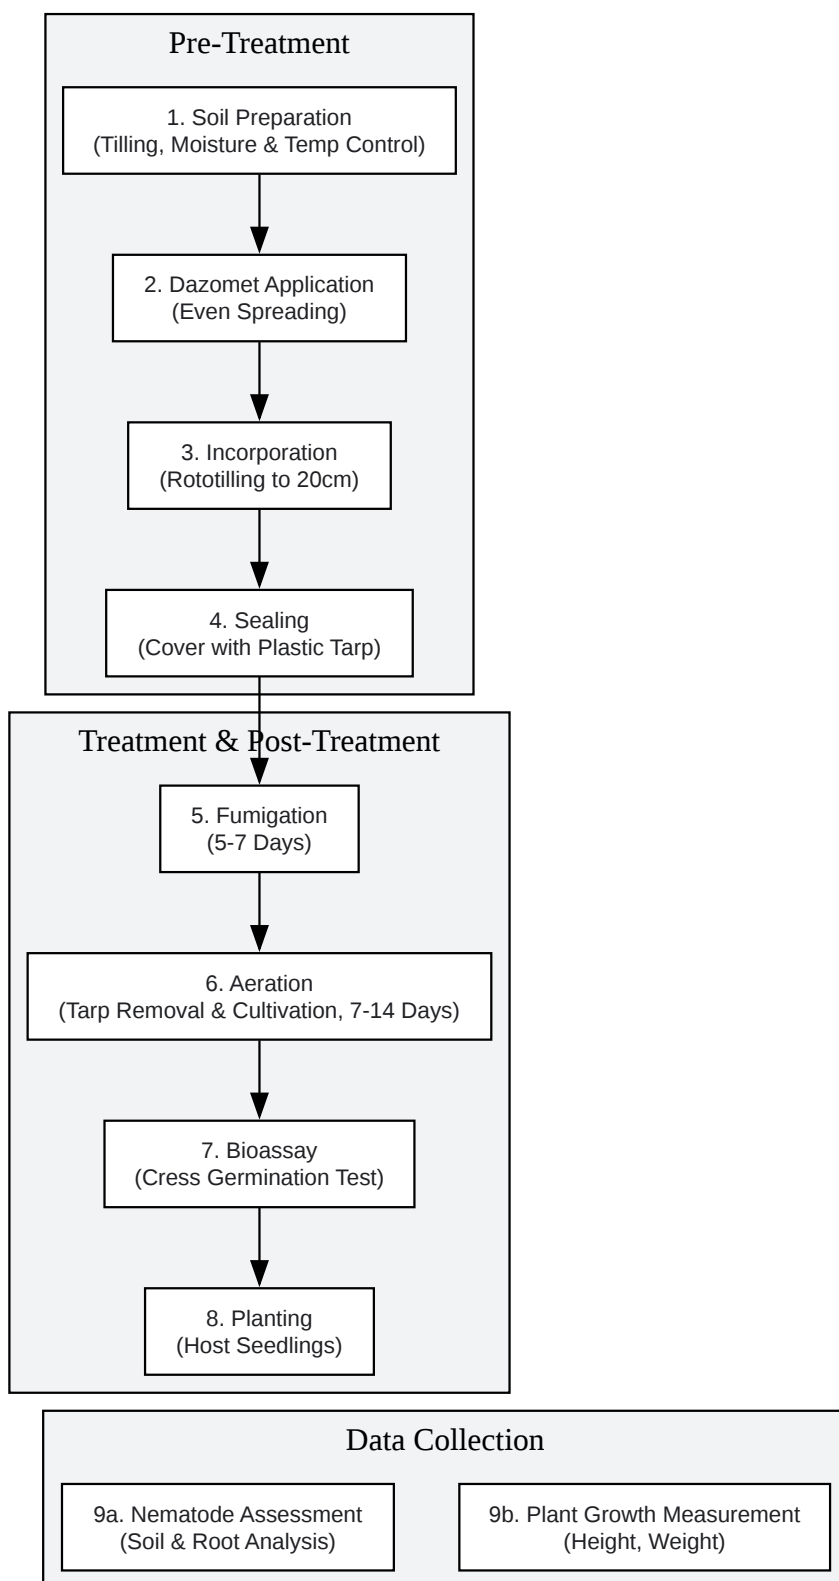 Pre-Treatment
1. Soil Preparation
(Tilling, Moisture & Temp Control)
2. Dazomet Application
(Even Spreading)
3. Incorporation
(Rototilling to 20cm)
4. Sealing
(Cover with Plastic Tarp)
Treatment & Post-Treatment
5. Fumigation
(5-7 Days)
6. Aeration
(Tarp Removal & Cultivation, 7-14 Days)
7. Bioassay
(Cress Germination Test)
8. Planting
(Host Seedlings)
Data Collection
9a. Nematode Assessment
(Soil & Root Analysis)
9b. Plant Growth Measurement
(Height, Weight)